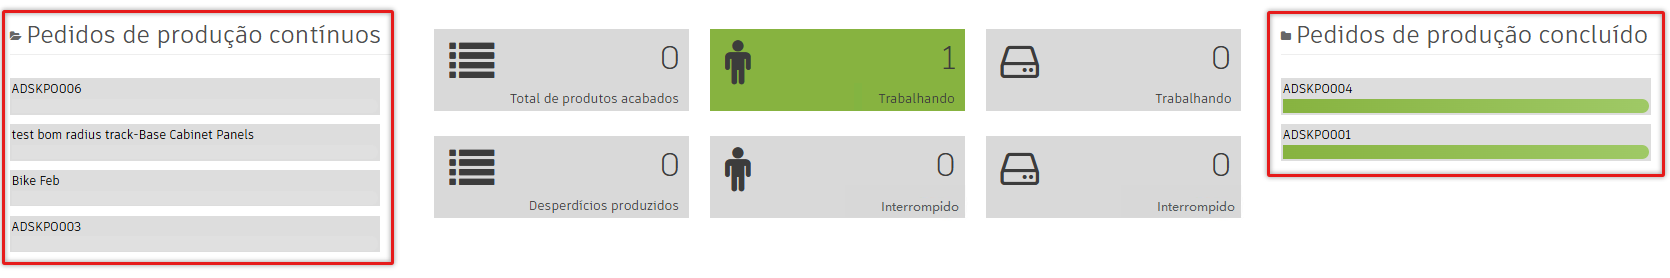 Pedidos de produção contínuos
ADSKPO006
test bom radius track-Base Cabinet Panels
Bike Feb
ADSKPO003
0
Total de produtos acabados
1
Trabalhando
0
Trabalhando
0
Desperdícios produzidos
0
Interrompido
0
Interrompido
Pedidos de produção concluído
ADSKPO004
ADSKPO001